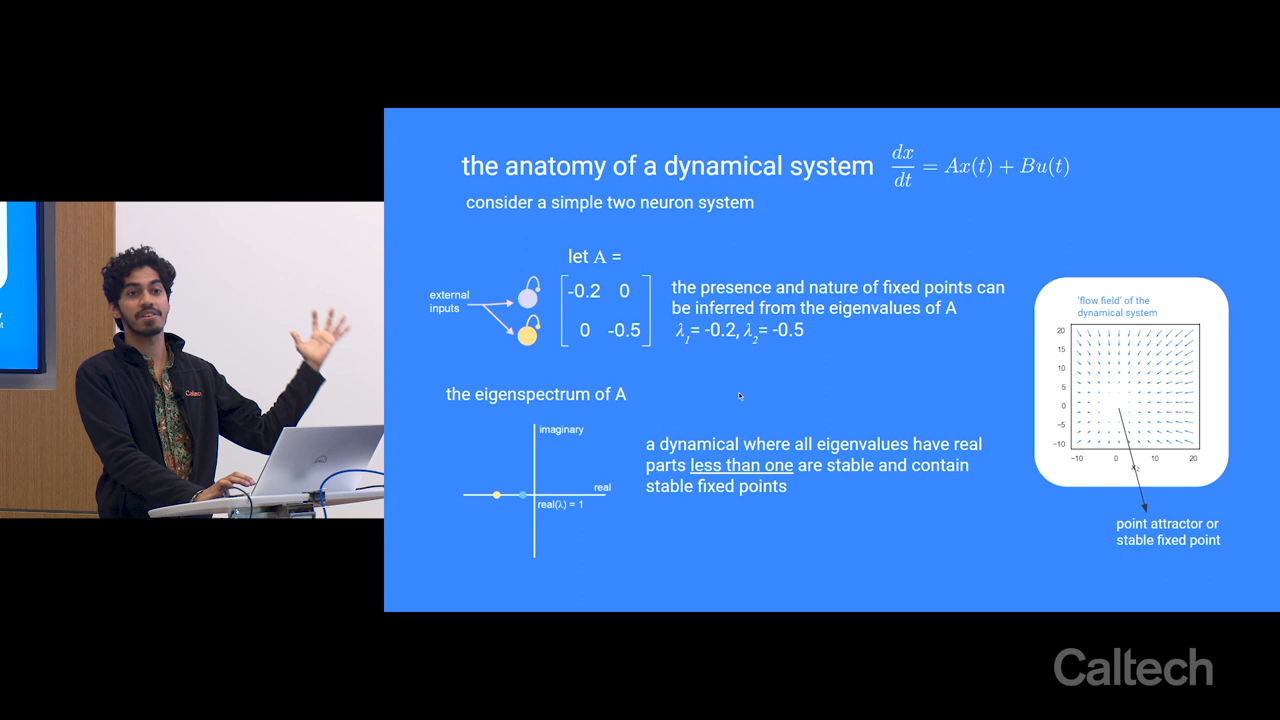 the anatomy of a dynamical system dx/dt = Ax(t) + Bu(t)
consider a simple two neuron system
let A =
external
inputs
-0.2 0
0 -0.5
the presence and nature of fixed points can
be inferred from the eigenvalues of A
λ1= -0.2, λ2= -0.5
the eigenspectrum of A
imaginary
real
real(λ) = 1
a dynamical where all eigenvalues have real
parts less than one are stable and contain
stable fixed points
'flow field' of the
dynamical system
20
15
10
5
0
−5
−10
−10 0 10 20
x2
point attractor or
stable fixed point
Caltech
Caltech